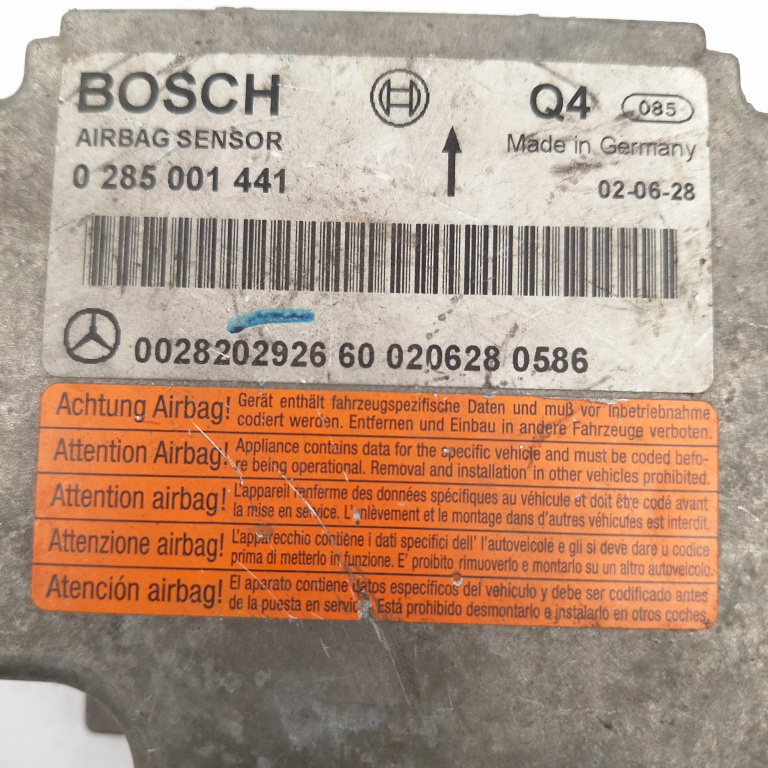 BOSCH
AIRBAG SENSOR
0 285 001 441
Q4 085
Made in Germany
02-06-28
0028202926 60 020628 0586
Achtung Airbag! Gerät enthält fahrzeugspezifische Daten und muß vor Inbetriebnahme
codiert werden. Entfernen und Einbau in andere Fahrzeuge verboten.
Attention Airbag! Appliance contains data for the specific vehicle and must be coded befo-
re being operational. Removal and installation in other vehicles prohibited.
Attention airbag! L'appareil renferme des données spécifiques au véhicule et doit être codé avant
la mise en service. L'enlèvement et le montage dans d'autres véhicules est interdit.
Attenzione airbag! L'apparecchio contiene i dati specifici dell' l'autoveicolo e gli si deve dare u codice
prima di metterlo in funzione. E' proibito rimuoverlo e montarlo su un altro autoveicolo.
Atención airbag! El aparato contiene datos específicos del vehículo y debe ser codificado antes
de la puesta en servicio. Está prohibido desmontarlo e instalarlo en otros coches.